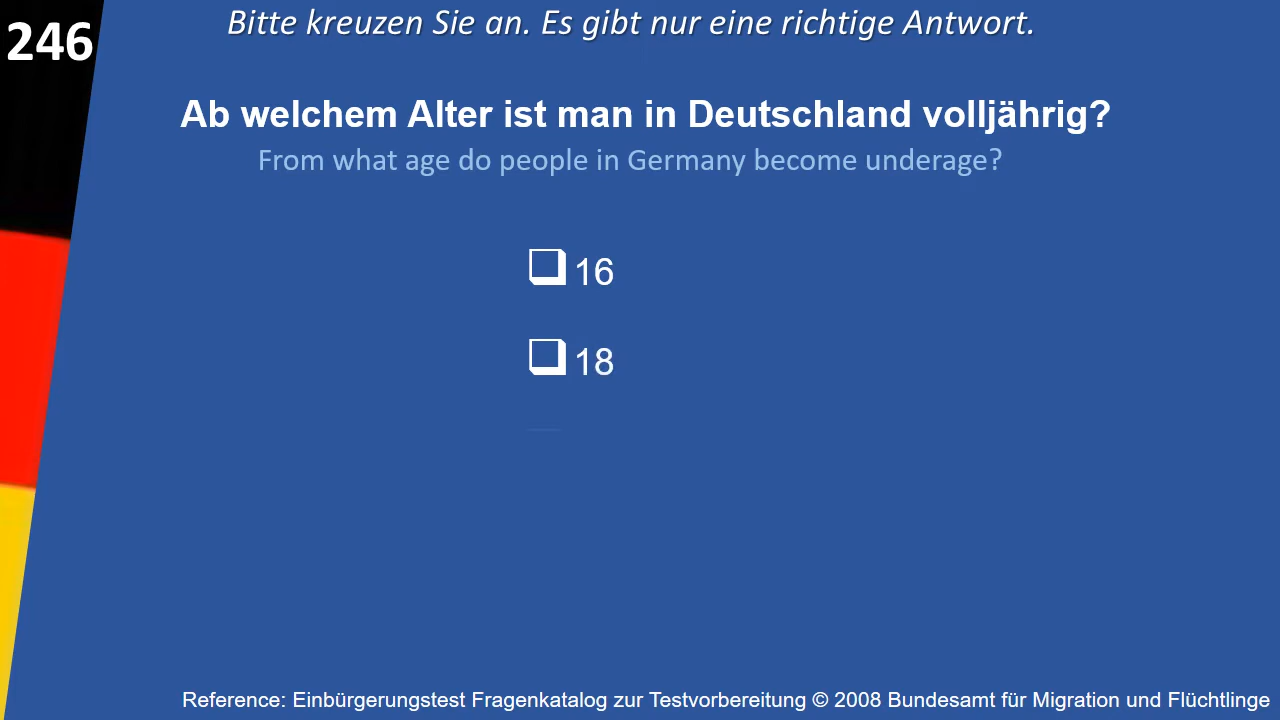 246
Bitte kreuzen Sie an. Es gibt nur eine richtige Antwort.
Ab welchem Alter ist man in Deutschland volljährig?
From what age do people in Germany become underage?
16
18
Reference: Einbürgerungstest Fragenkatalog zur Testvorbereitung © 2008 Bundesamt für Migration und Flüchtlinge